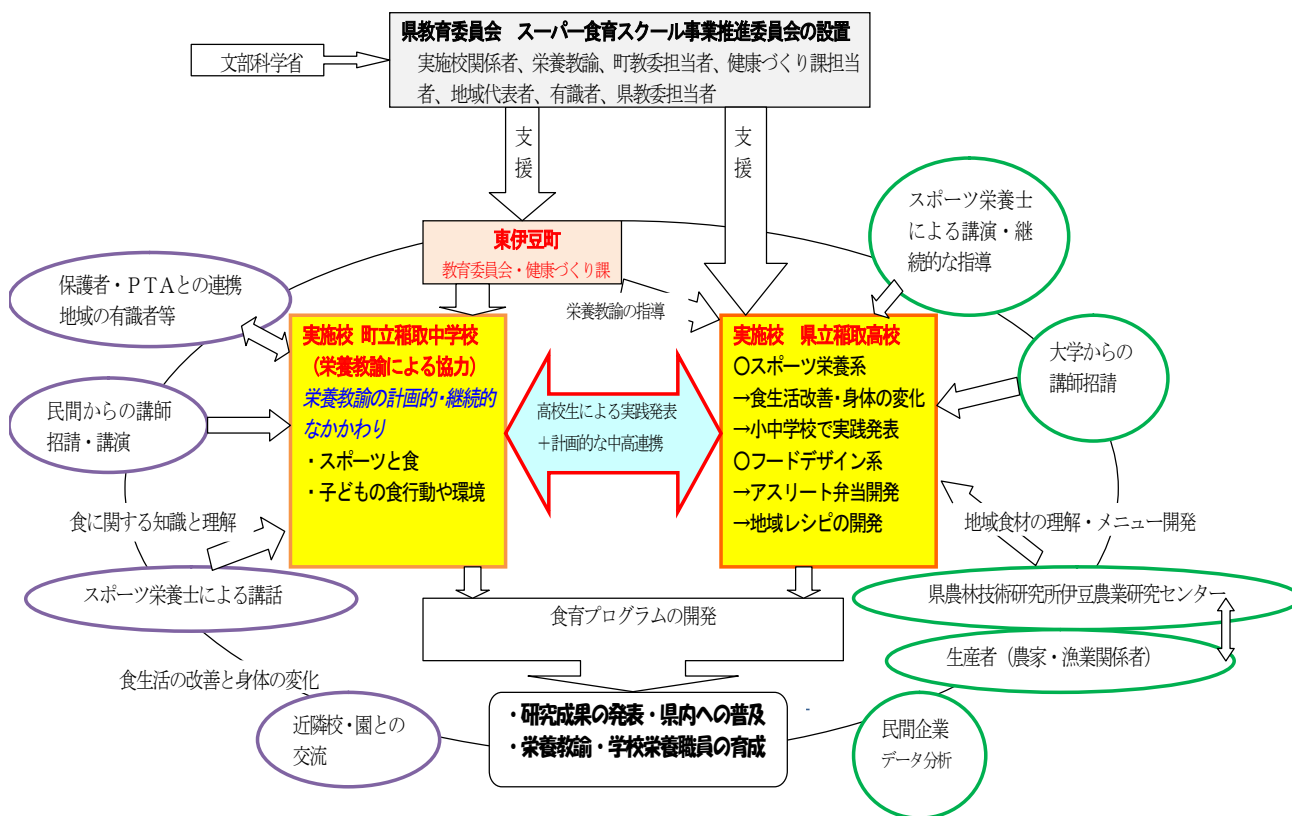 県教育委員会　スーパー食育スクール事業推進委員会の設置
実施校関係者、栄養教諭、町教委担当者、健康づくり課担当
者、地域代表者、有識者、県教委担当者
文部科学省
支援
支援
東伊豆町
教育委員会・健康づくり課
栄養教諭の指導
スポーツ栄養士
による講演・継
続的な指導
保護者・ＰＴＡとの連携
地域の有識者等
実施校 町立稲取中学校
（栄養教諭による協力）
栄養教諭の計画的・継続的
なかかわり
・スポーツと食
・子どもの食行動や環境
高校生による実践発表
＋計画的な中高連携
実施校　県立稲取高校
〇スポーツ栄養系
→食生活改善・身体の変化
→小中学校で実践発表
〇フードデザイン系
→アスリート弁当開発
→地域レシピの開発
大学からの
講師招請
民間からの講師
招請・講演
食に関する知識と理解
地域食材の理解・メニュー開発
スポーツ栄養士による講話
県農林技術研究所伊豆農業研究センター
食育プログラムの開発
生産者（農家・漁業関係者）
食生活の改善と身体の変化
近隣校・園との
交流
・研究成果の発表・県内への普及
・栄養教諭・学校栄養職員の育成
民間企業
データ分析